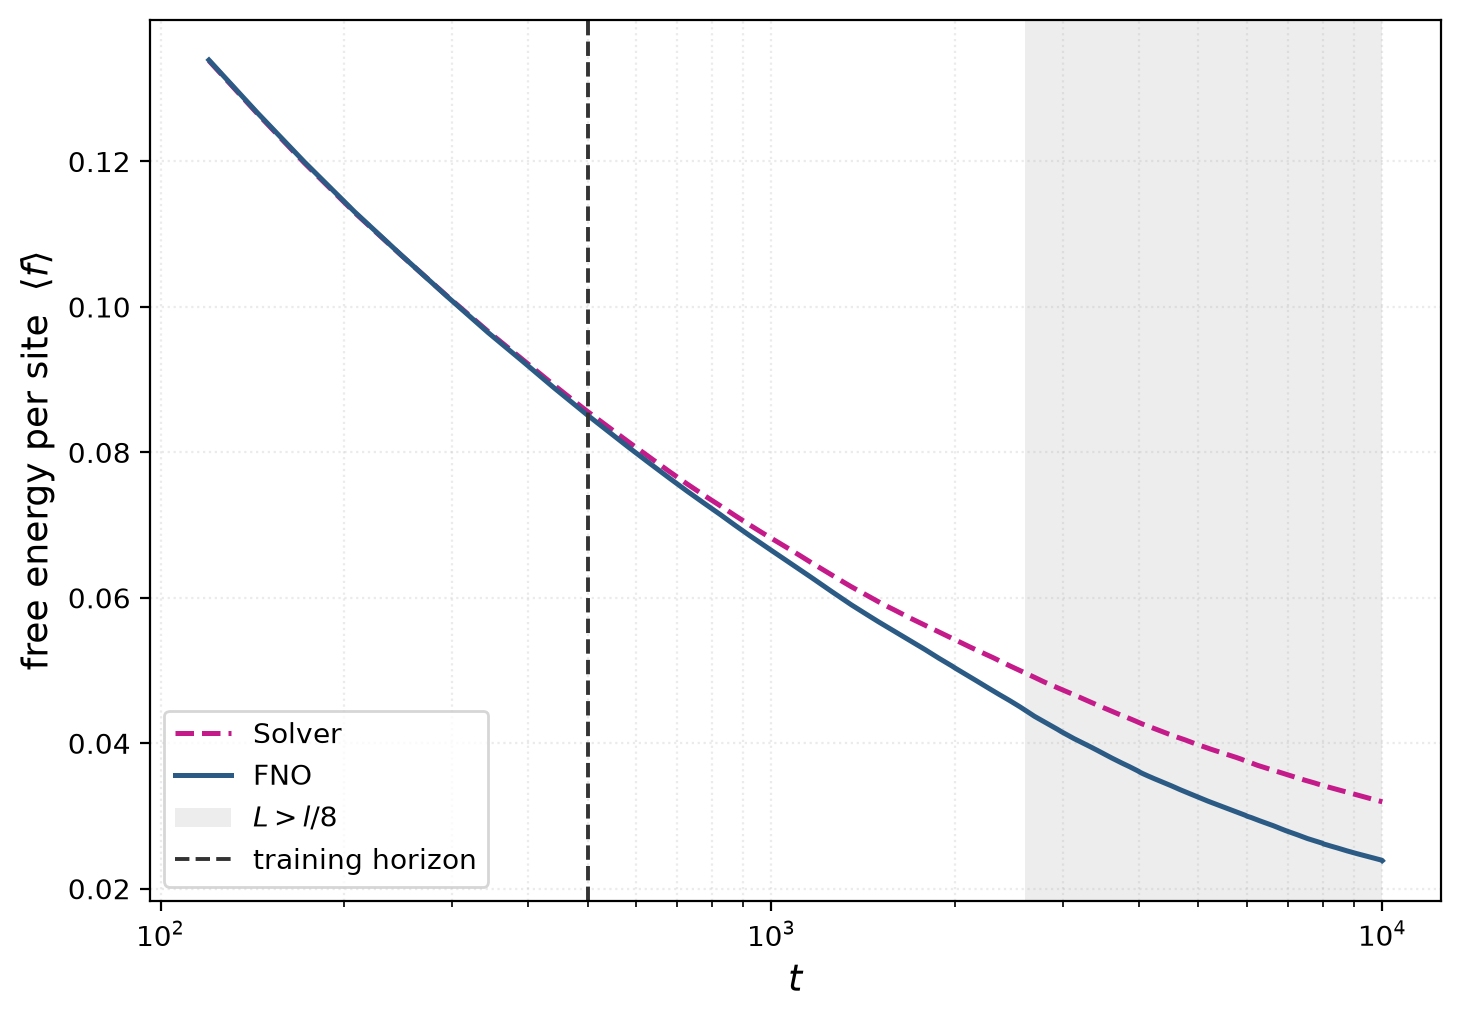 free energy per site ⟨f⟩
0.12
0.10
0.08
0.06
0.04
0.02
Solver
FNO
L > l/8
training horizon
10²
10³
10⁴
t